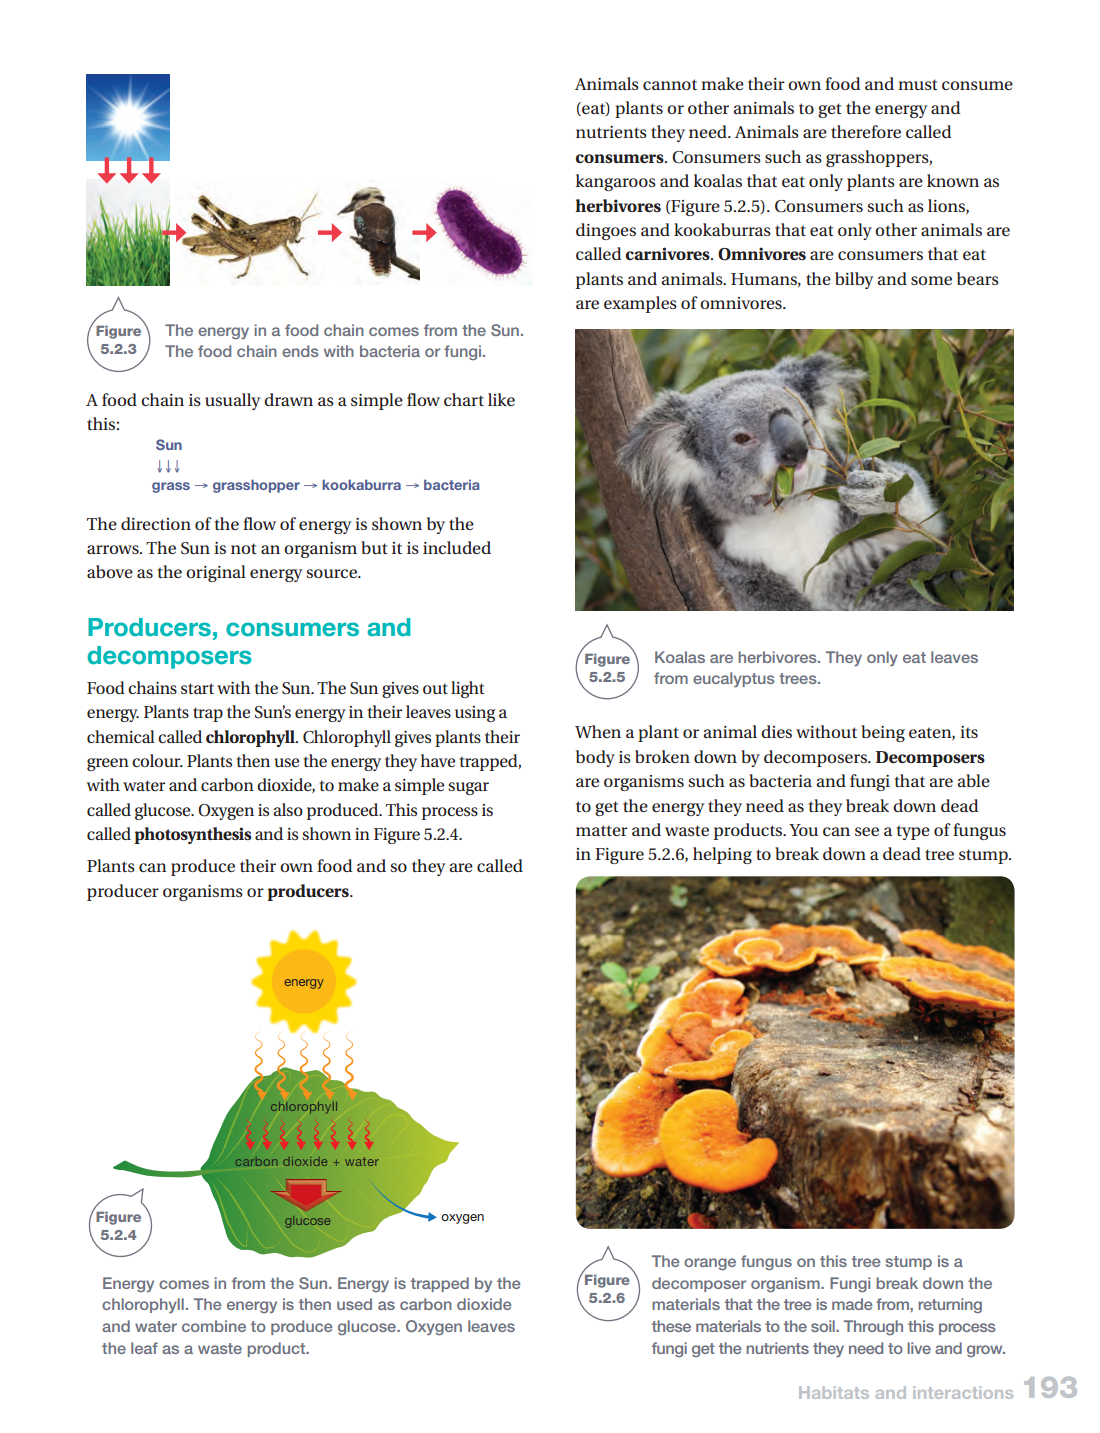 Figure
5.2.3
The energy in a food chain comes from the Sun.
The food chain ends with bacteria or fungi.
A food chain is usually drawn as a simple flow chart like
this:
Sun
↓↓↓
grass → grasshopper → kookaburra → bacteria
The direction of the flow of energy is shown by the
arrows. The Sun is not an organism but it is included
above as the original energy source.
Producers, consumers and
decomposers
Food chains start with the Sun. The Sun gives out light
energy. Plants trap the Sun's energy in their leaves using a
chemical called chlorophyll. Chlorophyll gives plants their
green colour. Plants then use the energy they have trapped,
with water and carbon dioxide, to make a simple sugar
called glucose. Oxygen is also produced. This process is
called photosynthesis and is shown in Figure 5.2.4.
Plants can produce their own food and so they are called
producer organisms or producers.
energy
chlorophyll
carbon dioxide + water
glucose
oxygen
Figure
5.2.4
Energy comes in from the Sun. Energy is trapped by the
chlorophyll. The energy is then used as carbon dioxide
and water combine to produce glucose. Oxygen leaves
the leaf as a waste product.
Animals cannot make their own food and must consume
(eat) plants or other animals to get the energy and
nutrients they need. Animals are therefore called
consumers. Consumers such as grasshoppers,
kangaroos and koalas that eat only plants are known as
herbivores (Figure 5.2.5). Consumers such as lions,
dingoes and kookaburras that eat only other animals are
called carnivores. Omnivores are consumers that eat
plants and animals. Humans, the bilby and some bears
are examples of omnivores.
Figure
5.2.5
Koalas are herbivores. They only eat leaves
from eucalyptus trees.
When a plant or animal dies without being eaten, its
body is broken down by decomposers. Decomposers
are organisms such as bacteria and fungi that are able
to get the energy they need as they break down dead
matter and waste products. You can see a type of fungus
in Figure 5.2.6, helping to break down a dead tree stump.
Figure
5.2.6
The orange fungus on this tree stump is a
decomposer organism. Fungi break down the
materials that the tree is made from, returning
these materials to the soil. Through this process
fungi get the nutrients they need to live and grow.
Habitats and interactions 193